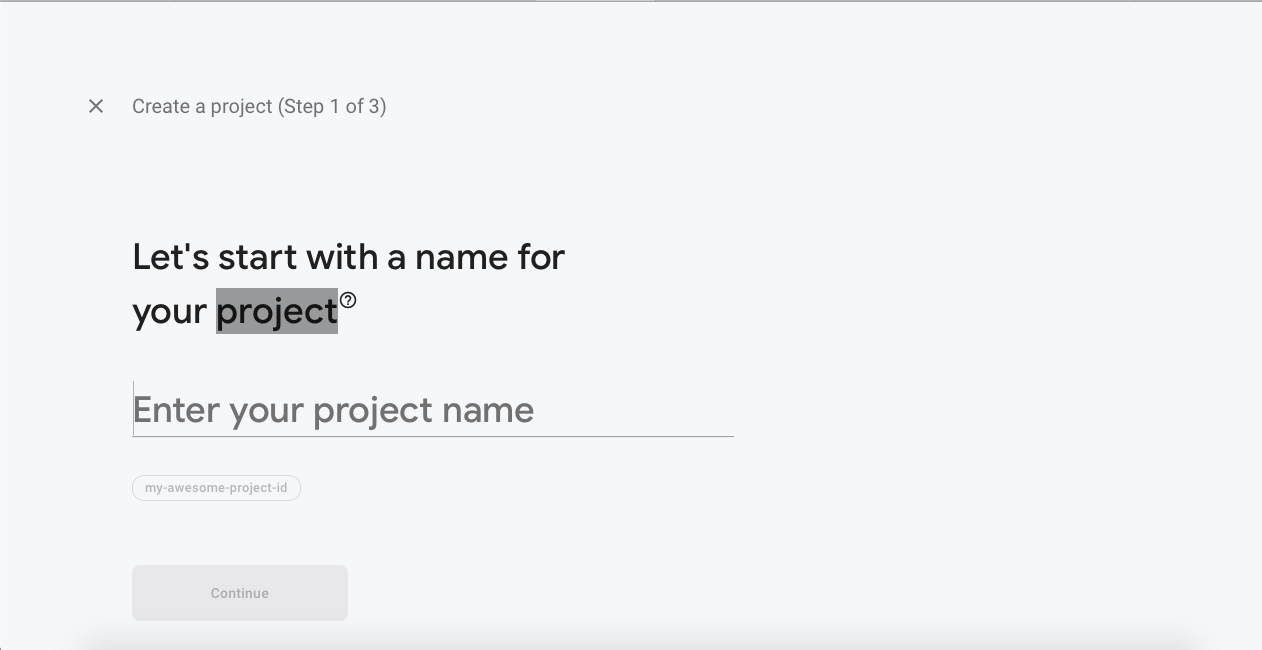 Create a project (Step 1 of 3)
Let's start with a name for
your project
Enter your project name
my-awesome-project-id
Continue